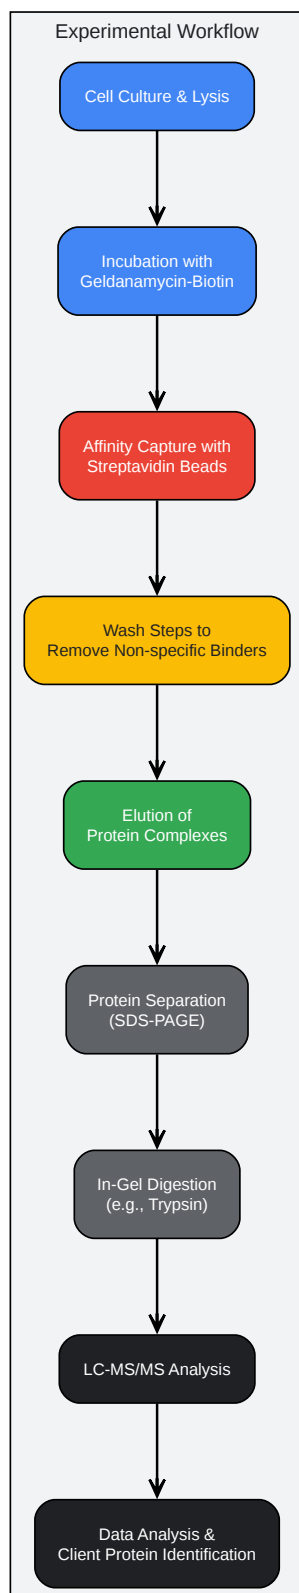 Experimental Workflow
Cell Culture & Lysis
Incubation with
Geldanamycin-Biotin
Affinity Capture with
Streptavidin Beads
Wash Steps to
Remove Non-specific Binders
Elution of
Protein Complexes
Protein Separation
(SDS-PAGE)
In-Gel Digestion
(e.g., Trypsin)
LC-MS/MS Analysis
Data Analysis &
Client Protein Identification